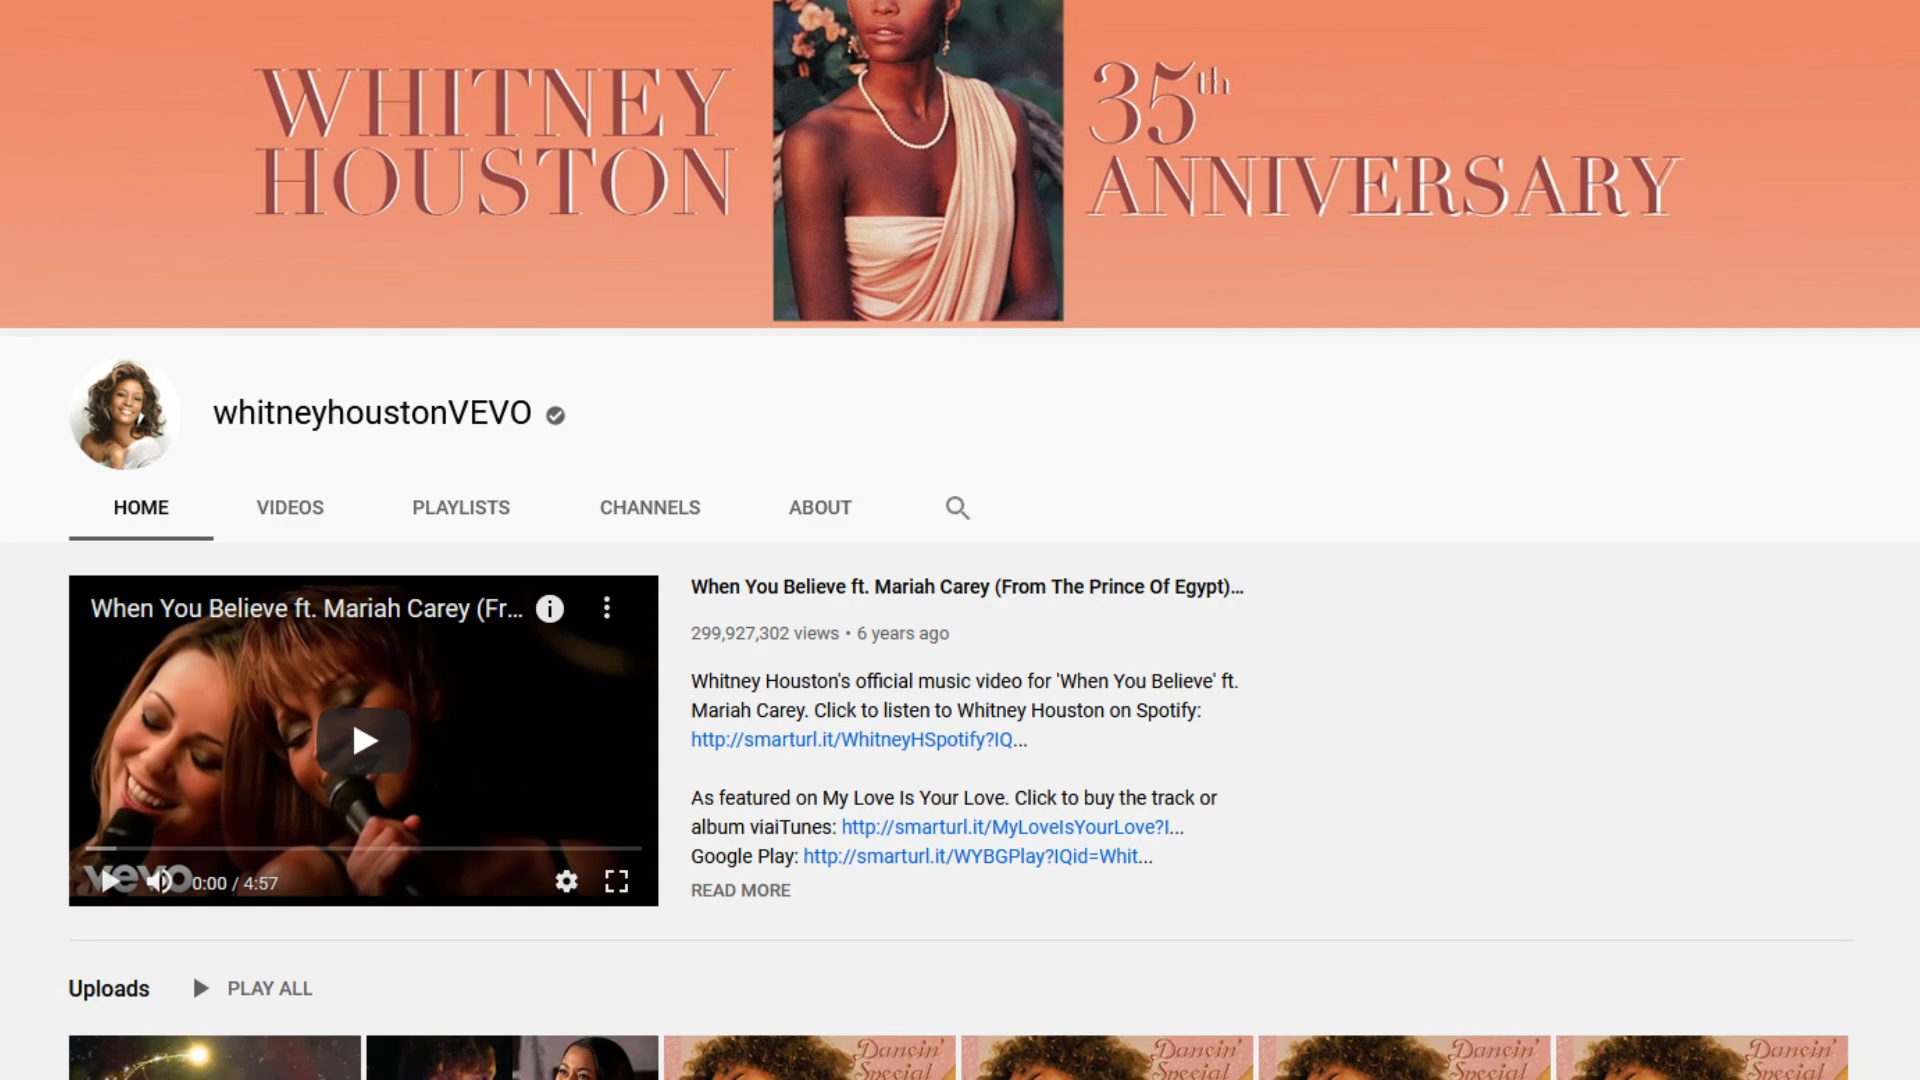 WHITNEY
HOUSTON
35th
ANNIVERSARY
whitneyhoustonVEVO
HOME VIDEOS PLAYLISTS CHANNELS ABOUT
When You Believe ft. Mariah Carey (Fr...
vevo
0:00 / 4:57
When You Believe ft. Mariah Carey (From The Prince Of Egypt)...
299,927,302 views • 6 years ago
Whitney Houston's official music video for 'When You Believe' ft.
Mariah Carey. Click to listen to Whitney Houston on Spotify:
http://smarturl.it/WhitneyHSpotify?IQ...
As featured on My Love Is Your Love. Click to buy the track or
album viaiTunes: http://smarturl.it/MyLoveIsYourLove?I...
Google Play: http://smarturl.it/WYBGPlay?IQid=Whit...
READ MORE
Uploads PLAY ALL
Dancin' Dancin' Dancin' Dancin'
Special Special Special Special